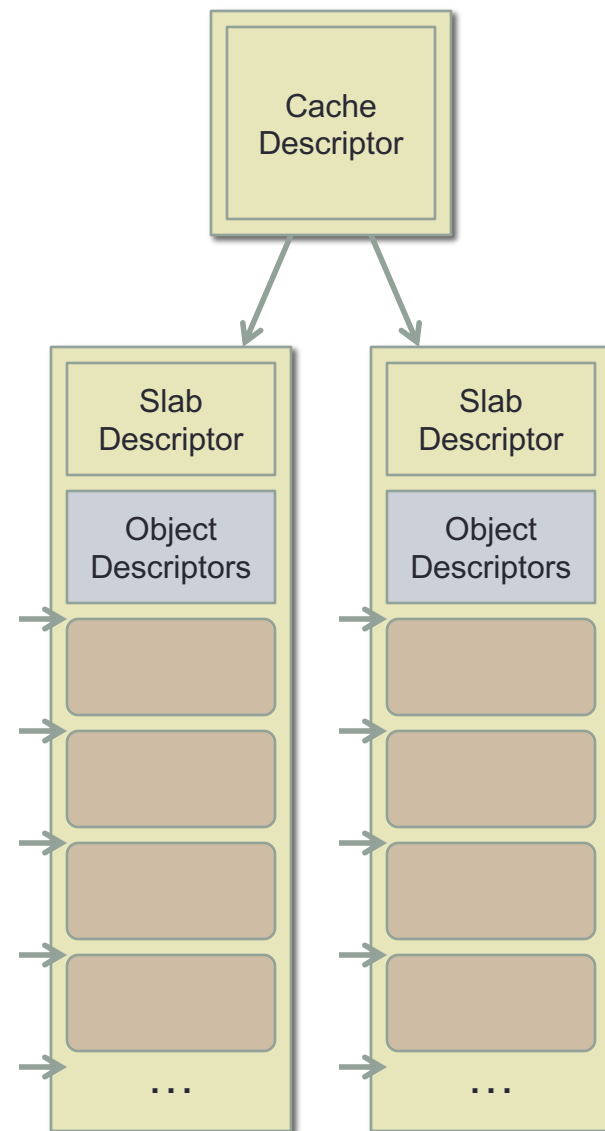 Cache
Descriptor
Slab
Descriptor
Object
Descriptors
. . .
Slab
Descriptor
Object
Descriptors
. . .